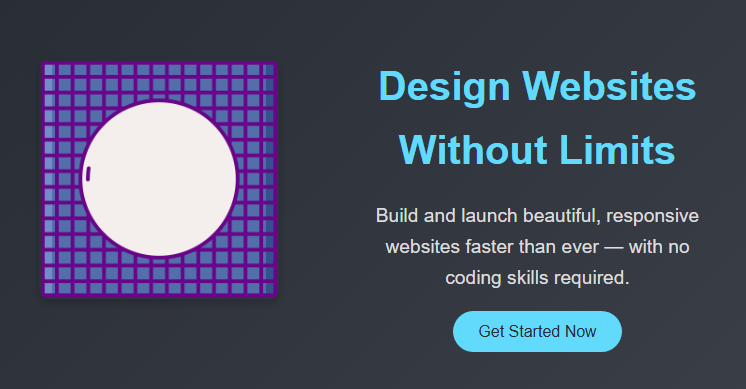 Design Websites
Without Limits
Build and launch beautiful, responsive
websites faster than ever — with no
coding skills required.
Get Started Now